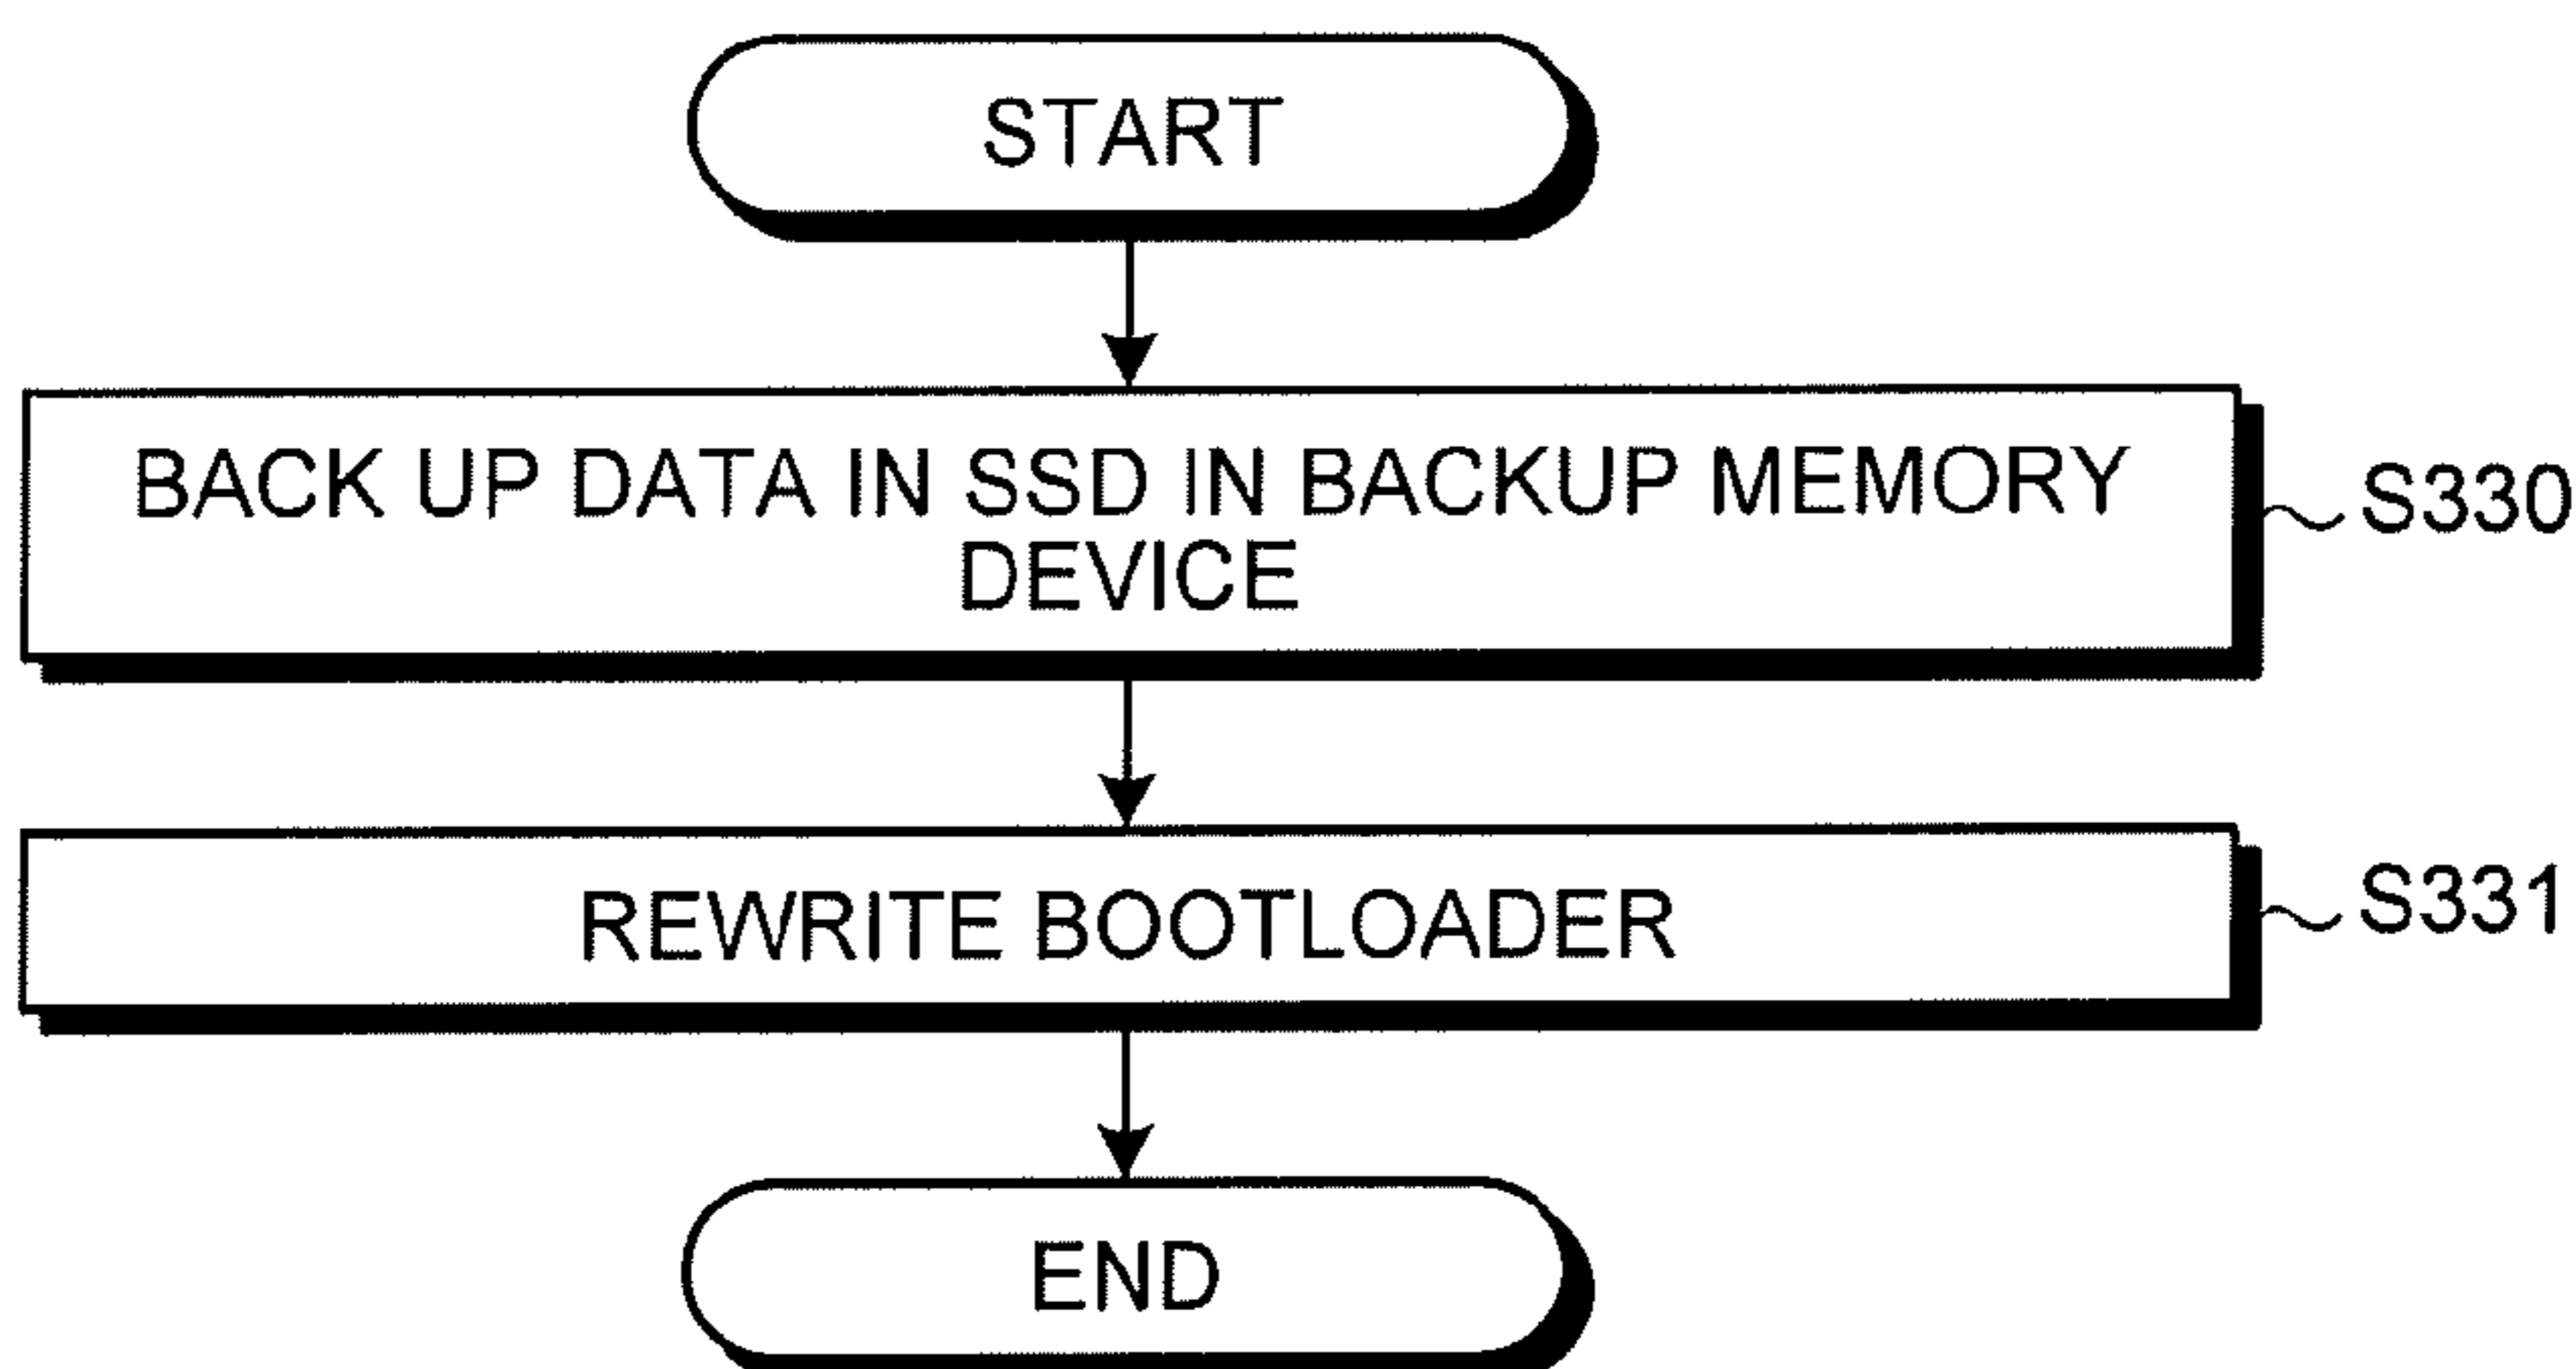 START
BACK UP DATA IN SSD IN BACKUP MEMORY
DEVICE
S330
REWRITE BOOTLOADER
S331
END